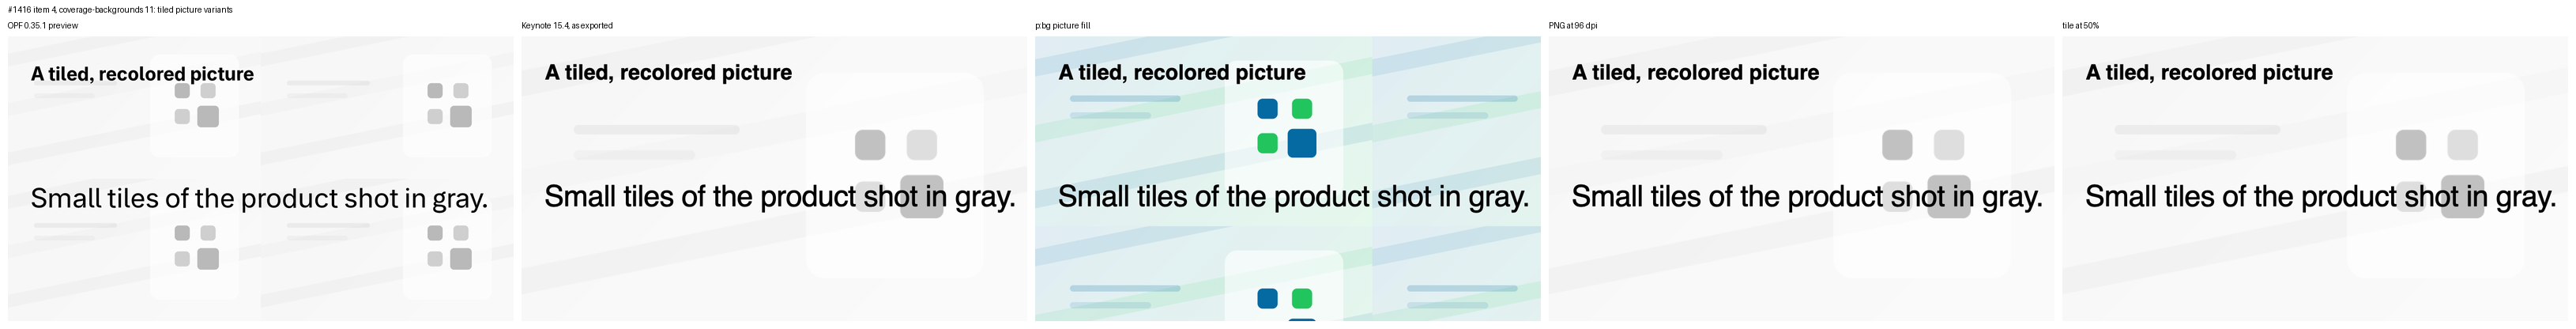 #1416 item 4, coverage-backgrounds 11: tiled picture variants
OPF 0.35.1 preview
Keynote 15.4, as exported
p:bg picture fill
PNG at 96 dpi
tile at 50%
A tiled, recolored picture
A tiled, recolored picture
A tiled, recolored picture
A tiled, recolored picture
A tiled, recolored picture
Small tiles of the product shot in gray.
Small tiles of the product shot in gray.
Small tiles of the product shot in gray.
Small tiles of the product shot in gray.
Small tiles of the product shot in gray.